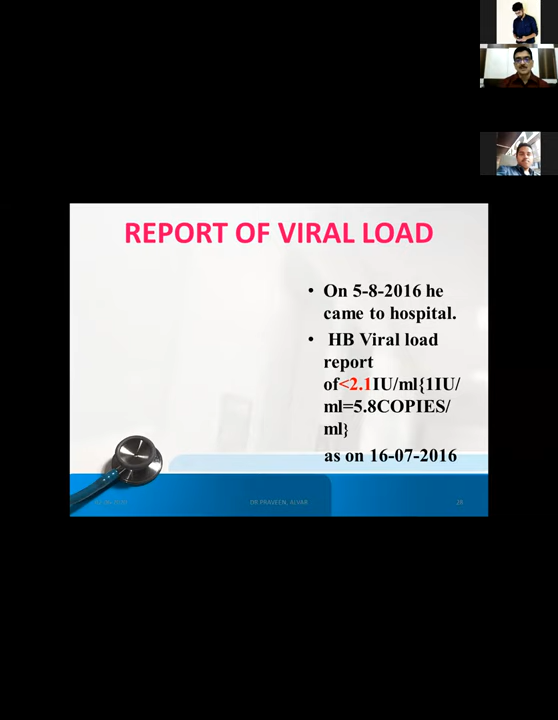 REPORT OF VIRAL LOAD
• On 5-8-2016 he
came to hospital.
• HB Viral load
report
of<2.1IU/ml{1IU/
ml=5.8COPIES/
ml}
as on 16-07-2016
DR PRAVEEN, ALVAR
28